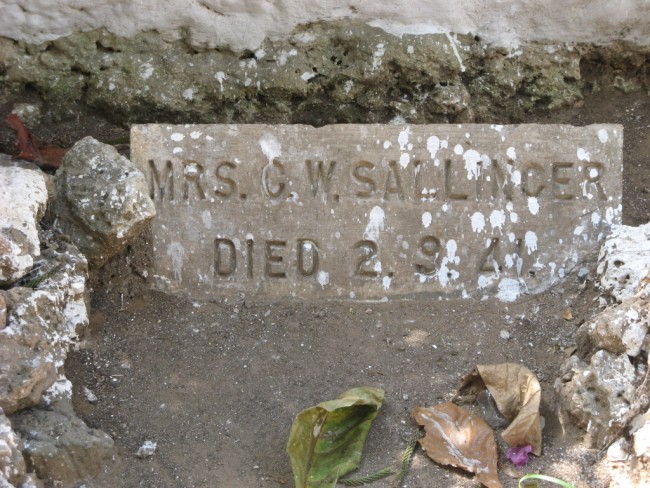 MRS. C. W. SALLINGER
DIED 2. 9. 41.